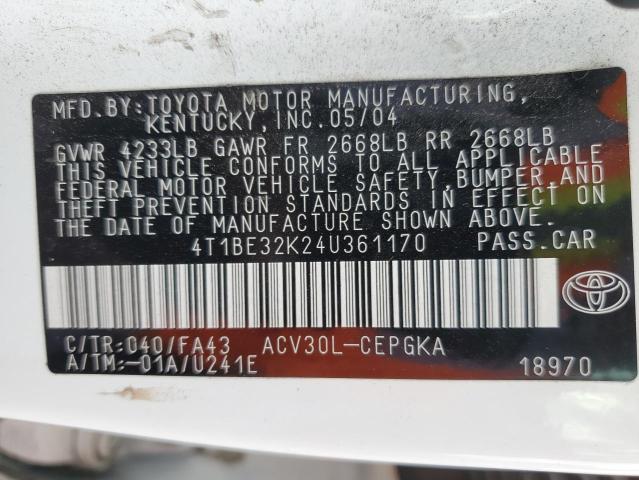 MFD. BY: TOYOTA MOTOR MANUFACTURING,
KENTUCKY, INC. 05/04
GVWR 4233LB GAWR FR 2668LB RR 2668LB
THIS VEHICLE CONFORMS TO ALL APPLICABLE
FEDERAL MOTOR VEHICLE SAFETY, BUMPER, AND
THEFT PREVENTION STANDARDS IN EFFECT ON
THE DATE OF MANUFACTURE SHOWN ABOVE.
4T1BE32K24U361170 PASS.CAR
C/TR:040/FA43 ACV30L-CEPGKA
A/TM:-01A/U241E 18970